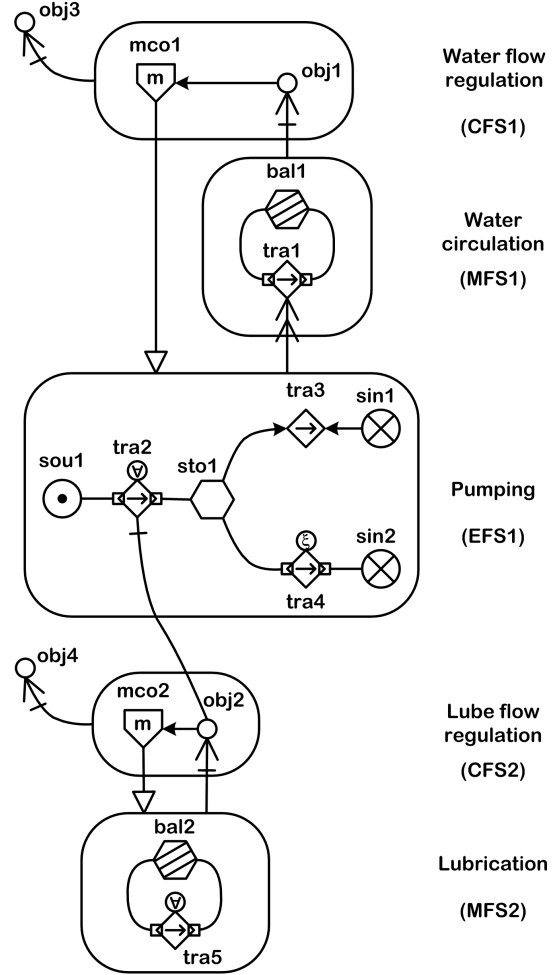 obj3
mco1
m
obj1
Water flow
regulation
(CFS1)
bal1
tra1
Water
circulation
(MFS1)
tra3
sin1
tra2
∀
sou1
sto1
Pumping
(EFS1)
ξ
sin2
tra4
obj4
mco2
m
obj2
Lube flow
regulation
(CFS2)
bal2
∀
tra5
Lubrication
(MFS2)